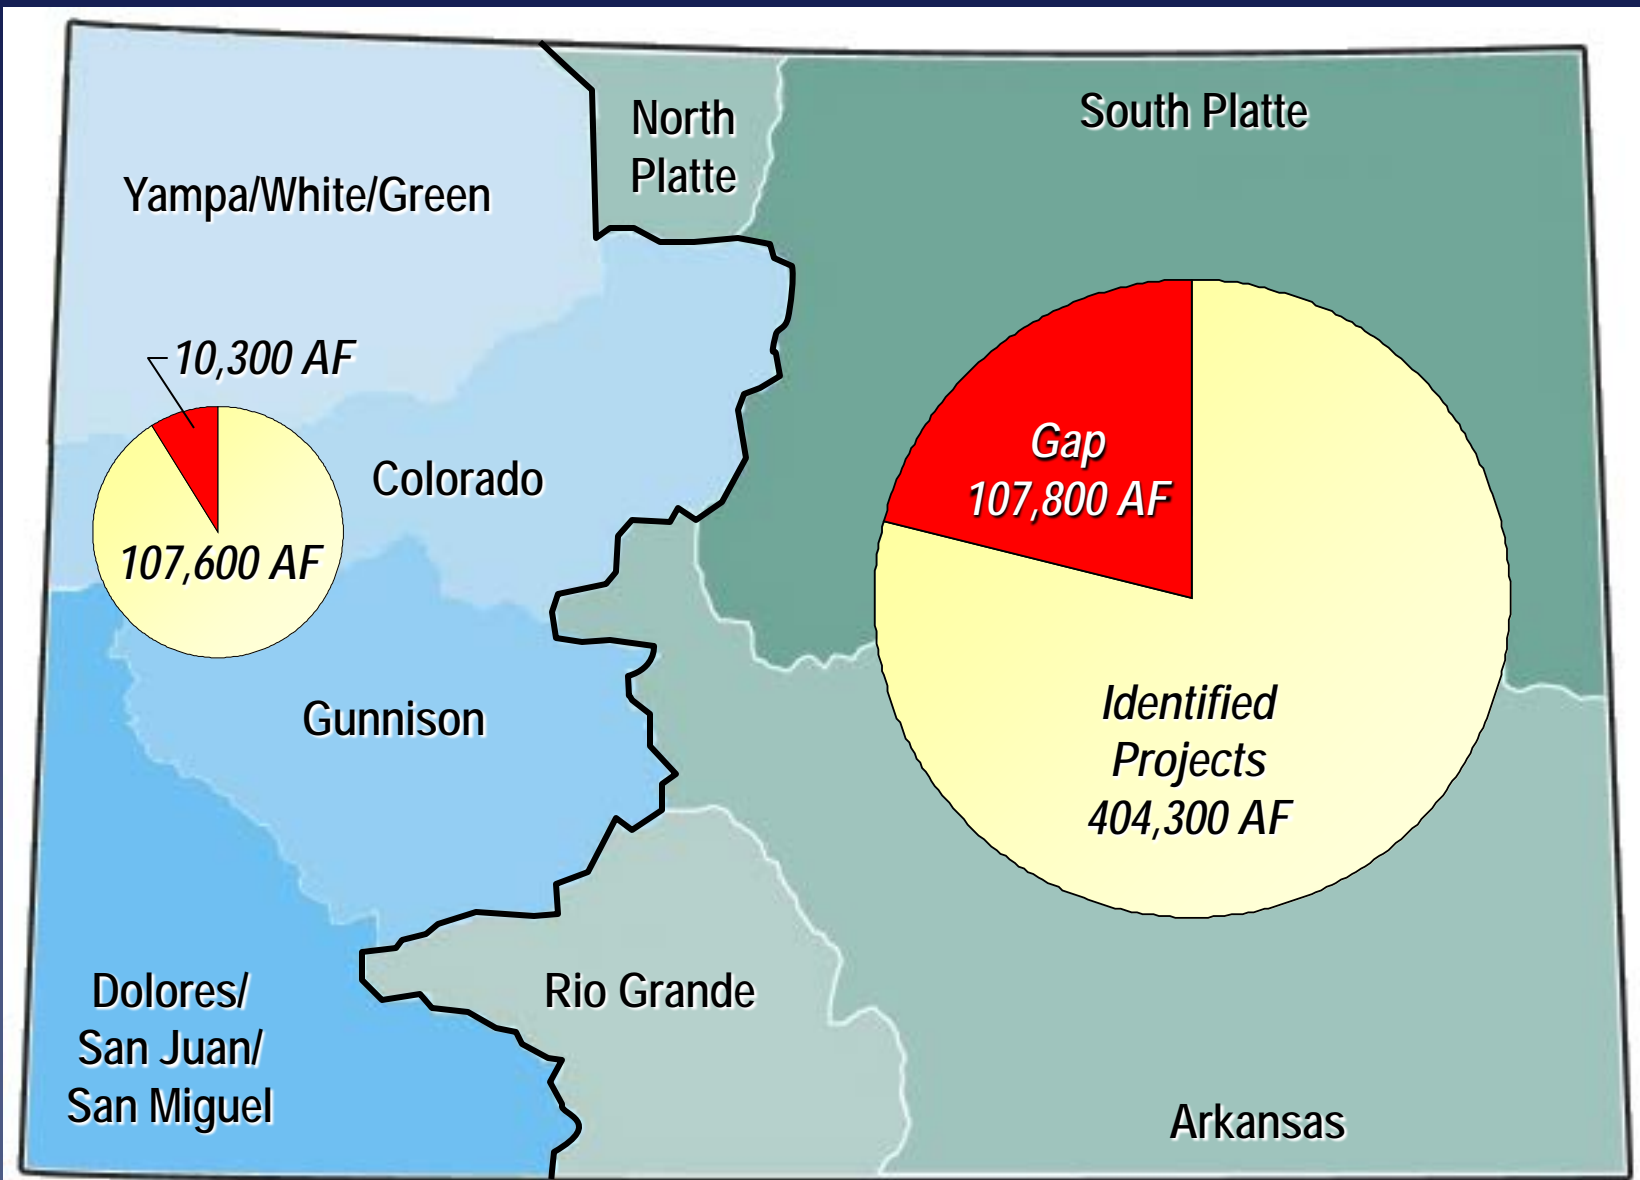 North
Platte
South Platte
Yampa/White/Green
10,300 AF
Colorado
107,600 AF
Gap
107,800 AF
Identified
Projects
404,300 AF
Gunnison
Dolores/
San Juan/
San Miguel
Rio Grande
Arkansas